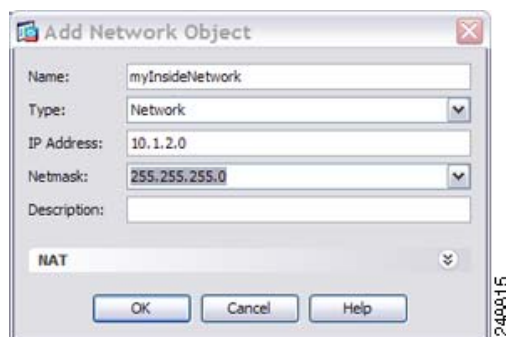 Add Network Object
Name: myInsideNetwork
Type: Network
IP Address: 10.1.2.0
Netmask: 255.255.255.0
Description:
NAT
OK Cancel Help
248815